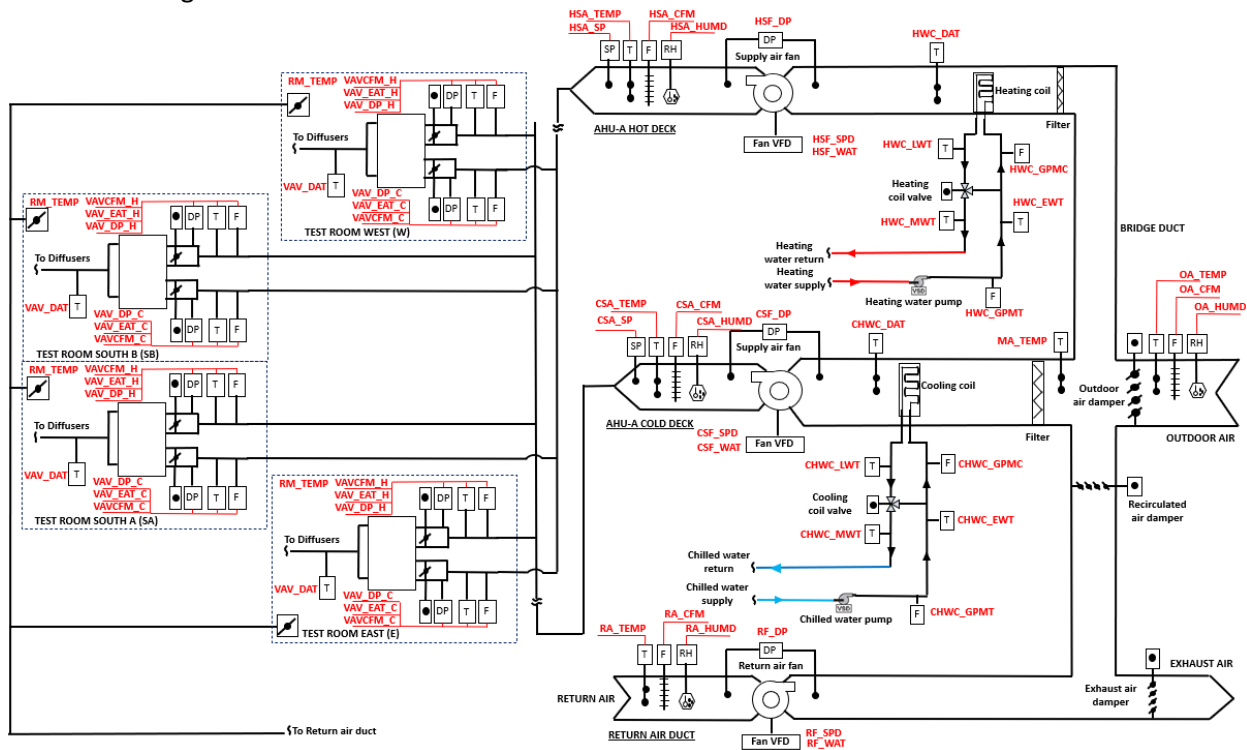 HSA_TEMP
HSA_SP
HSA_CFM
HSA_HUMD
HSF_DP
HWC_DAT
SP
T
F
RH
DP
T
Supply air fan
Heating coil
Filter
AHU-A HOT DECK
Fan VFD
HSF_SPD
HSF_WAT
HWC_LWT
T
F
HWC_GPMC
Heating
coil valve
HWC_MWT
T
HWC_EWT
T
Heating
water return
Heating
water supply
VSD
Heating water pump
F
HWC_GPMT
BRIDGE DUCT
RM_TEMP
VAVCFM_H
VAV_EAT_H
VAV_DP_H
DP
T
F
To Diffusers
VAV_DAT
T
VAV_DP_C
VAV_EAT_C
VAVCFM_C
DP
T
F
TEST ROOM WEST (W)
RM_TEMP
VAVCFM_H
VAV_EAT_H
VAV_DP_H
DP
T
F
To Diffusers
VAV_DAT
T
VAV_DP_C
VAV_EAT_C
VAVCFM_C
DP
T
F
TEST ROOM SOUTH B (SB)
RM_TEMP
VAVCFM_H
VAV_EAT_H
VAV_DP_H
DP
T
F
To Diffusers
VAV_DAT
T
VAV_DP_C
VAV_EAT_C
VAVCFM_C
DP
T
F
TEST ROOM SOUTH A (SA)
RM_TEMP
VAVCFM_H
VAV_EAT_H
VAV_DP_H
DP
T
F
To Diffusers
VAV_DAT
T
VAV_DP_C
VAV_EAT_C
VAVCFM_C
DP
T
F
TEST ROOM EAST (E)
CSA_TEMP
CSA_SP
CSA_CFM
CSA_HUMD
CSF_DP
CHWC_DAT
MA_TEMP
SP
T
F
RH
DP
T
T
Supply air fan
Cooling coil
Filter
AHU-A COLD DECK
Fan VFD
CSF_SPD
CSF_WAT
OA_TEMP
OA_CFM
OA_HUMD
T
F
RH
Outdoor
air damper
OUTDOOR AIR
CHWC_LWT
T
F
CHWC_GPMC
Cooling
coil valve
CHWC_MWT
T
T
CHWC_EWT
Chilled water
return
Chilled water
supply
VSD
Chilled water pump
F
CHWC_GPMT
Recirculated
air damper
RA_TEMP
RA_CFM
RA_HUMD
RF_DP
T
F
RH
DP
Return air fan
RETURN AIR
RETURN AIR DUCT
Fan VFD
RF_SPD
RF_WAT
EXHAUST AIR
Exhaust air
damper
To Return air duct